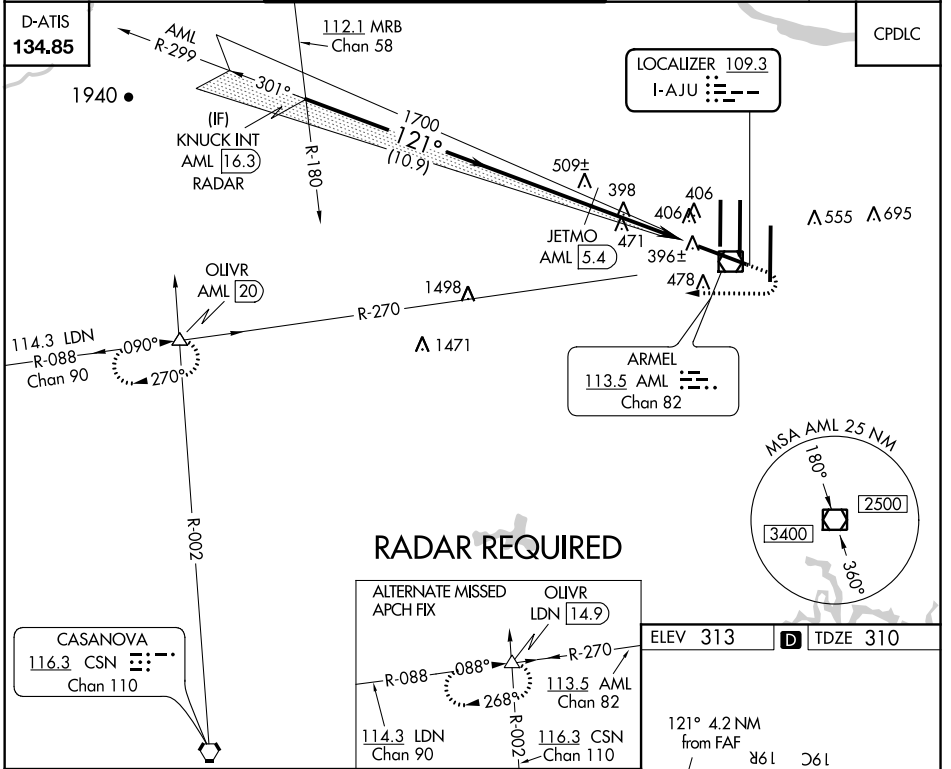 D-ATIS
134.85
AML
R-299
112.1 MRB
Chan 58
CPDLC
LOCALIZER 109.3
I-AJU
1940
301°
(IF)
KNUCK INT
AML 16.3
RADAR
R-180
1700
121°
(10.9)
509±
398
406
406
471
396±
478
555
695
JETMO
AML 5.4
OLIVR
AML 20
1498
R-270
1471
114.3 LDN
R-088
Chan 90
090°
270°
ARMEL
113.5 AML
Chan 82
MSA AML 25 NM
180°
2500
3400
360°
R-002
RADAR REQUIRED
CASANOVA
116.3 CSN
Chan 110
ALTERNATE MISSED
APCH FIX
OLIVR
LDN 14.9
R-088
088°
R-270
268°
113.5 AML
Chan 82
114.3 LDN
Chan 90
R-002
116.3 CSN
Chan 110
ELEV 313
D
TDZE 310
121° 4.2 NM
from FAF
19R
19C